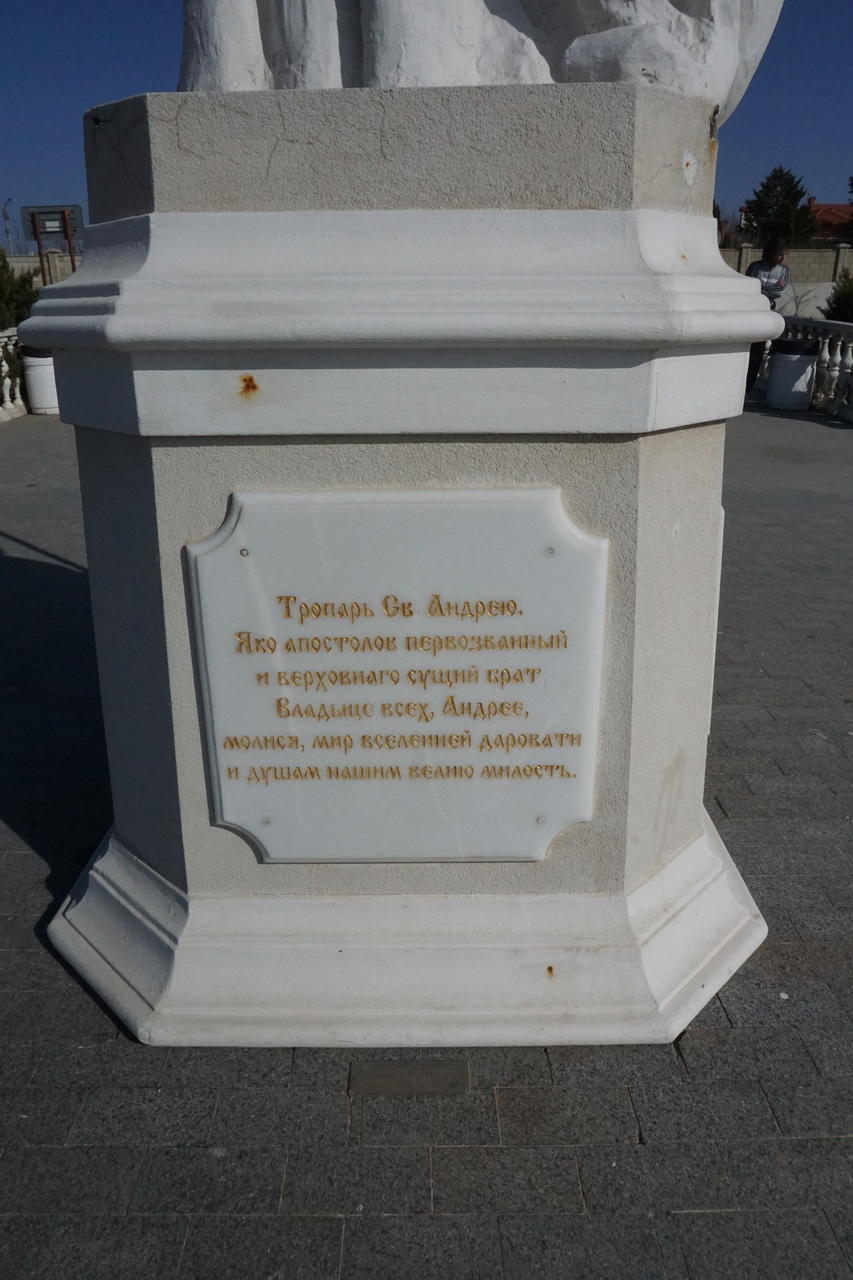 Тропарь Св Андрею.
Яко апостолов первозванный
и верховнаго сущий брат
Владыце всех, Андрее,
молися, мир вселенней даровати
и душам нашим велию милость.